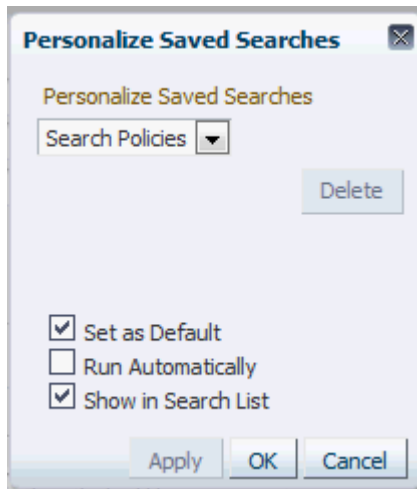 Personalize Saved Searches
Personalize Saved Searches
Search Policies
Delete
Set as Default
Run Automatically
Show in Search List
Apply OK Cancel